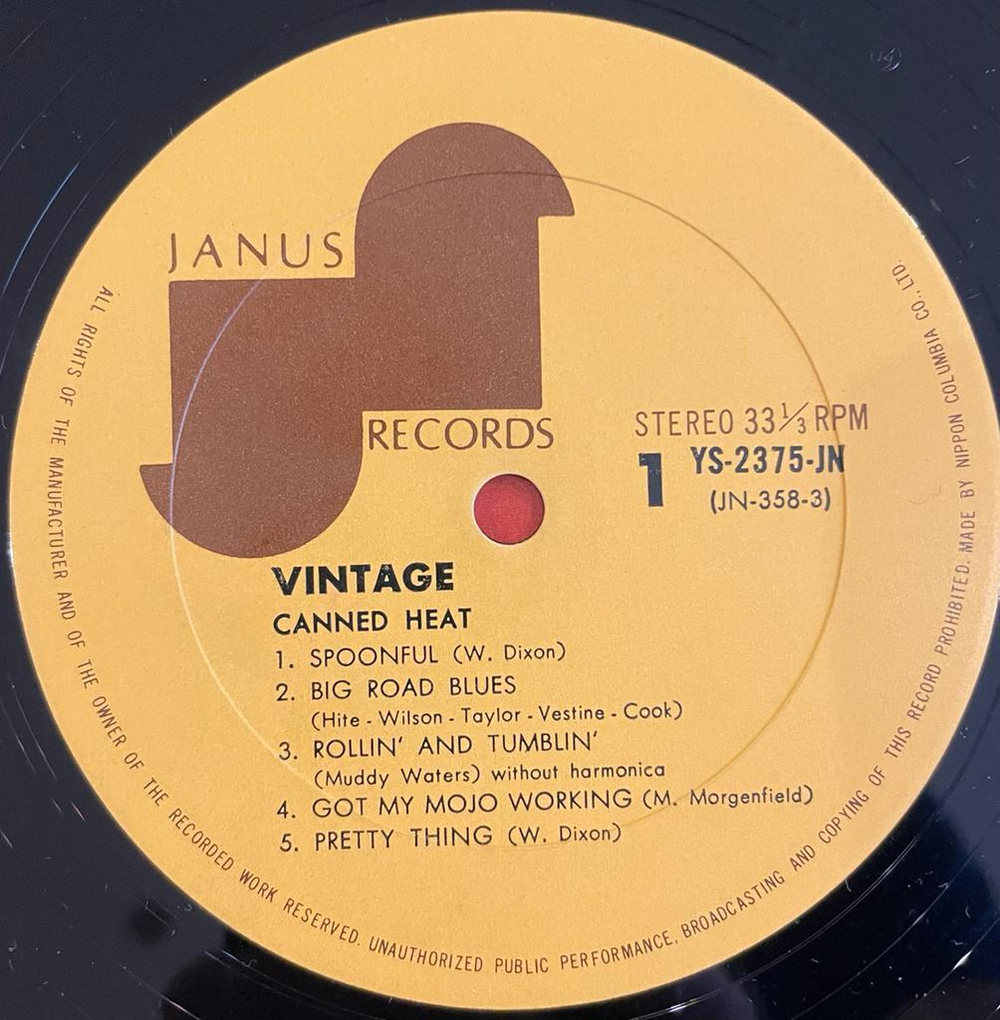 JANUS
RECORDS
STEREO 33⅓ RPM
1 YS-2375-JN
(JN-358-3)
VINTAGE
CANNED HEAT
1. SPOONFUL (W. Dixon)
2. BIG ROAD BLUES
(Hite - Wilson - Taylor - Vestine - Cook)
3. ROLLIN' AND TUMBLIN'
(Muddy Waters) without harmonica
4. GOT MY MOJO WORKING (M. Morgenfield)
5. PRETTY THING (W. Dixon)
ALL RIGHTS OF THE MANUFACTURER AND OF THE OWNER OF THE RECORDED WORK RESERVED. UNAUTHORIZED PUBLIC PERFORMANCE, BROADCASTING AND COPYING OF THIS RECORD PROHIBITED. MADE BY NIPPON COLUMBIA CO., LTD.